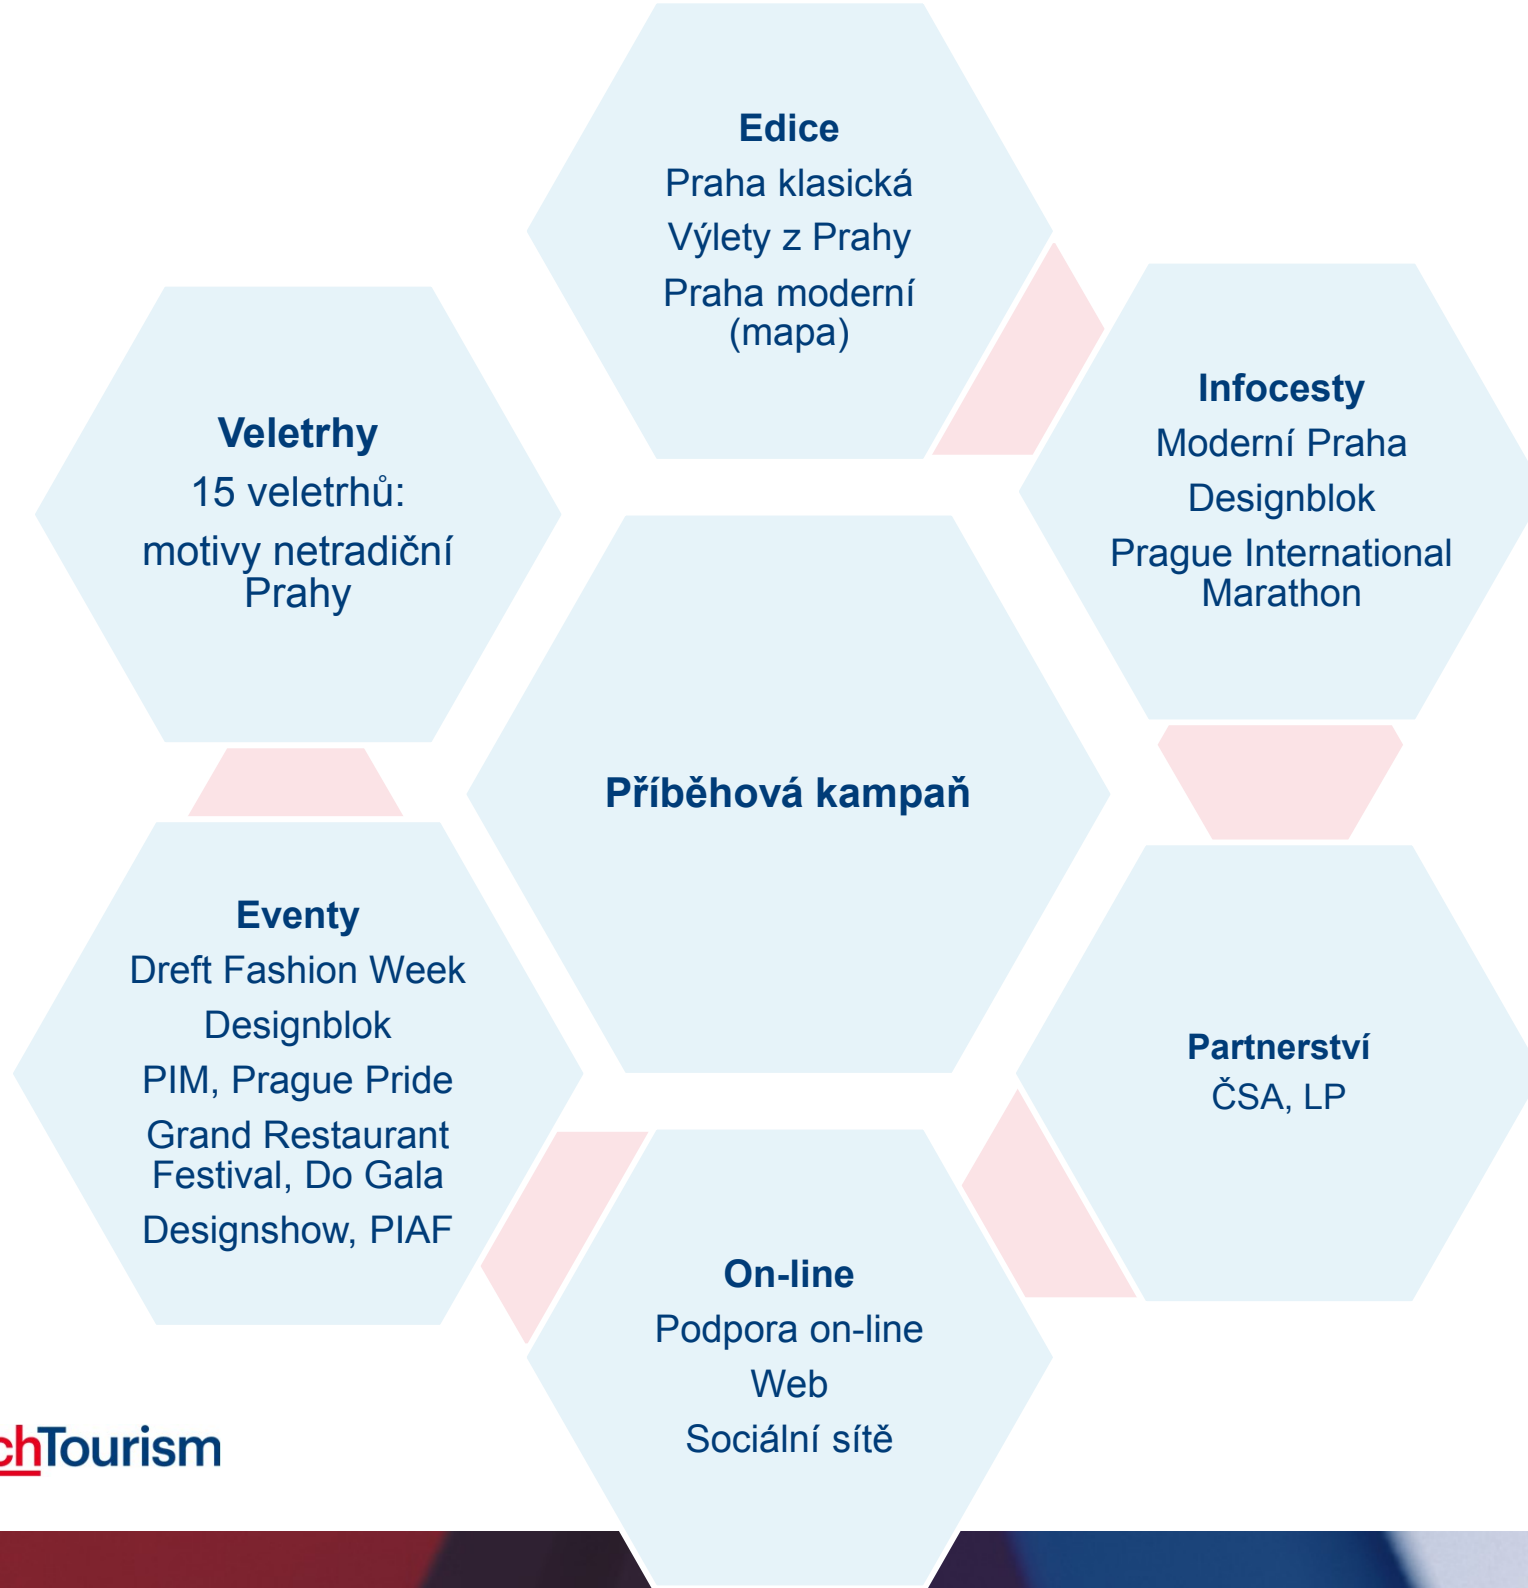 Edice
Praha klasická
Výlety z Prahy
Praha moderní
(mapa)
Infocesty
Moderní Praha
Designblok
Prague International
Marathon
Veletrhy
15 veletrhů:
motivy netradiční
Prahy
Příběhová kampaň
Eventy
Dreft Fashion Week
Designblok
PIM, Prague Pride
Grand Restaurant
Festival, Do Gala
Designshow, PIAF
Partnerství
ČSA, LP
On-line
Podpora on-line
Web
Sociální sítě
chTourism